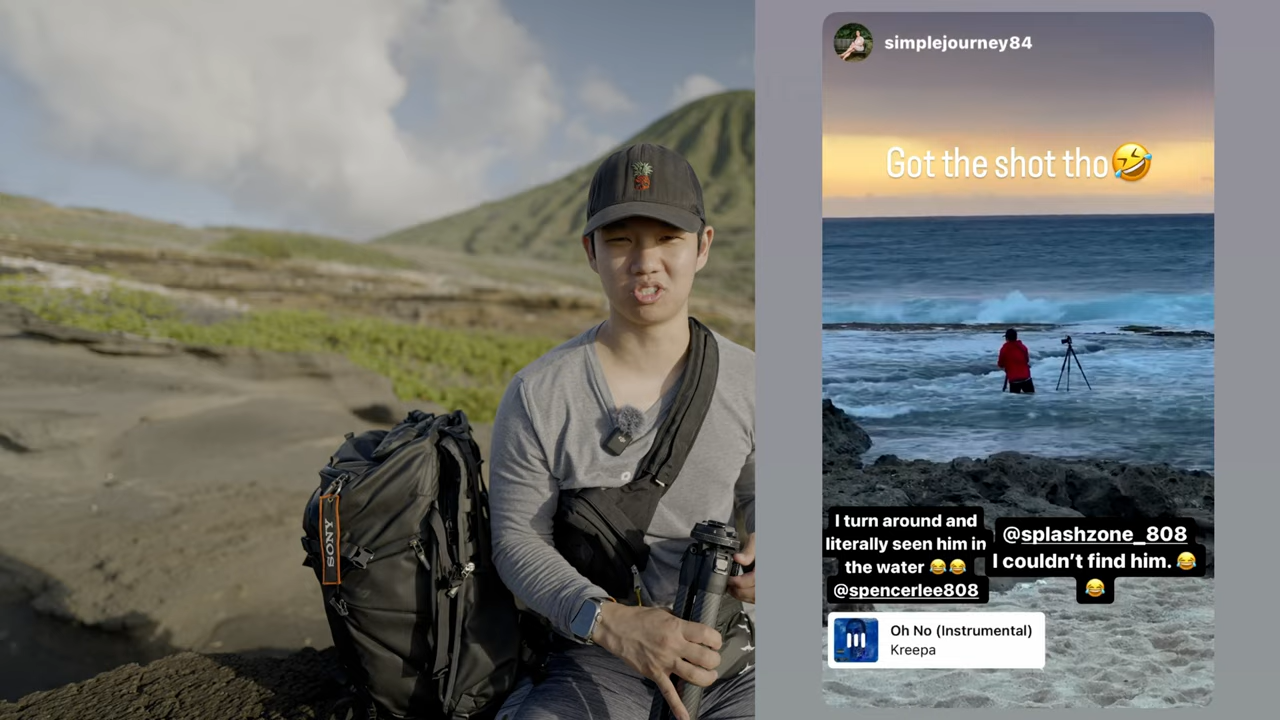 SONY
simplejourney84
Got the shot tho🤣
I turn around and
literally seen him in
the water 😂😂
@spencerlee808
@splashzone_808
I couldn’t find him. 😂
😂
Oh No (Instrumental)
Kreepa